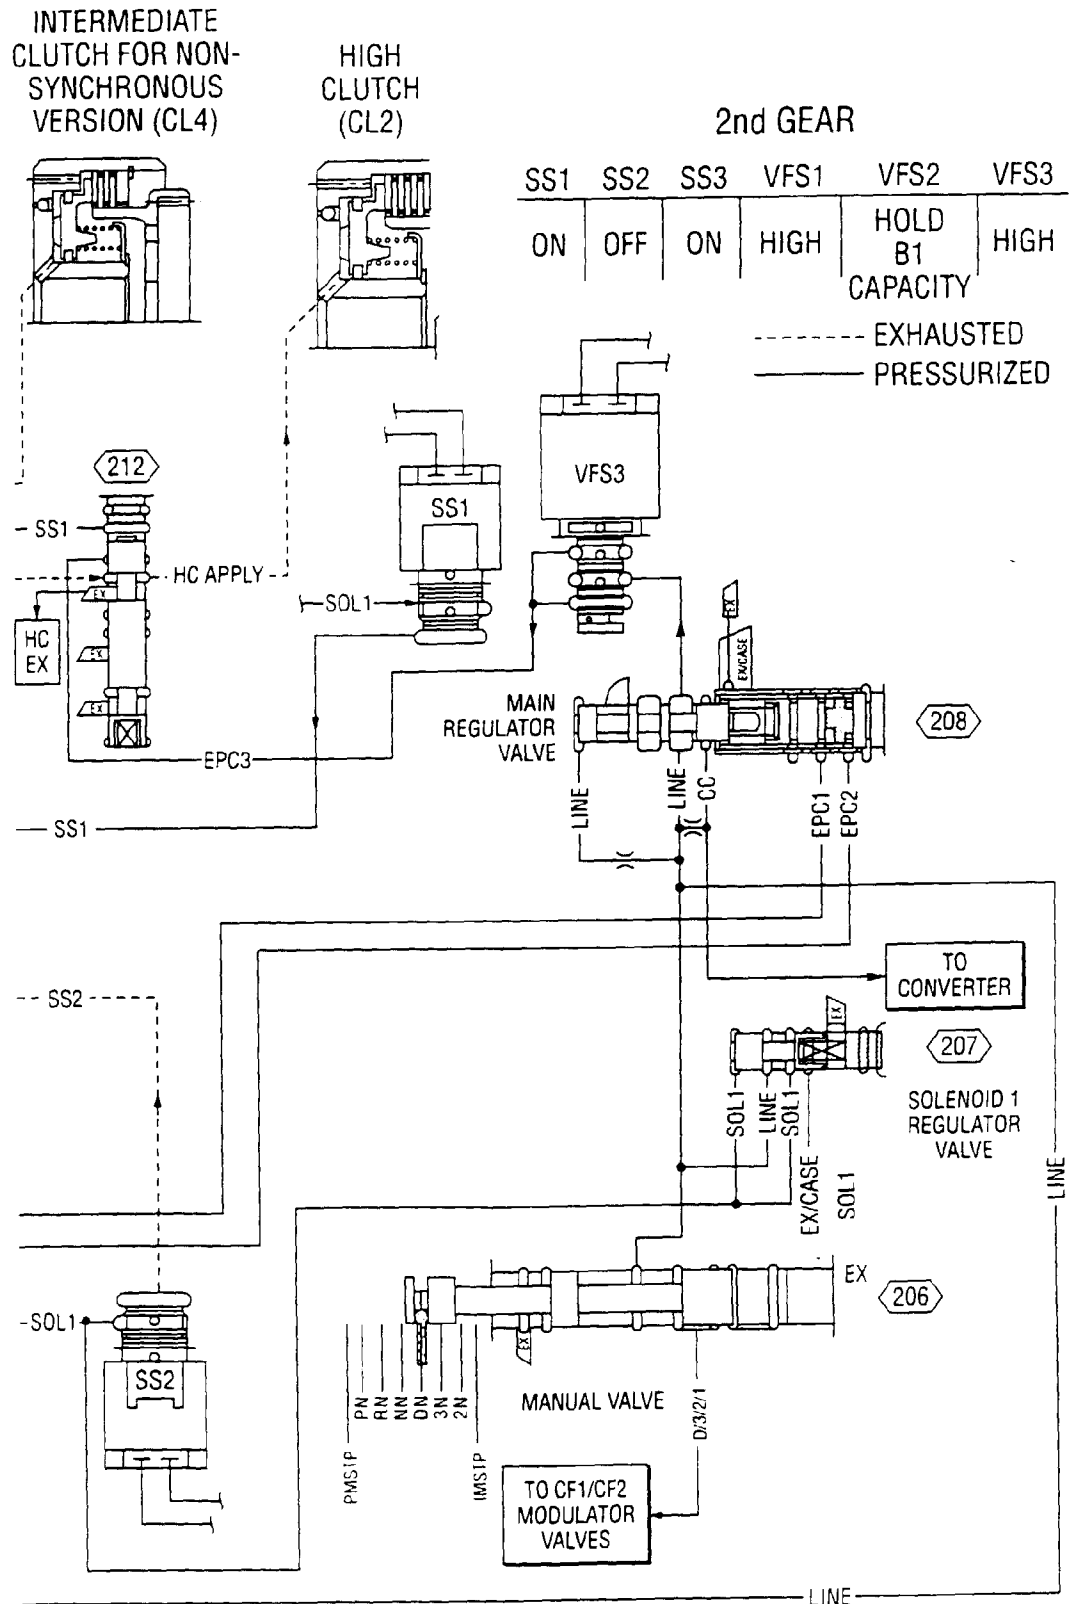 INTERMEDIATE
CLUTCH FOR NON-
SYNCHRONOUS
VERSION (CL4)
HIGH
CLUTCH
(CL2)
2nd GEAR
SS1 SS2 SS3 VFS1 VFS2 VFS3
ON OFF ON HIGH HOLD B1 CAPACITY HIGH
EXHAUSTED
PRESSURIZED
212
SS1
VFS3
SS1
HC APPLY
EX
SOL1
EX
HC
EX
EX
EX/CASE
EX
MAIN
REGULATOR
VALVE
208
EPC3
LINE
LINE
CC
EPC1
EPC2
SS1
TO
CONVERTER
SS2
EX
207
SOL1
LINE
SOL1
EX/CASE
SOL1
SOLENOID 1
REGULATOR
VALVE
LINE
EX
206
SOL1
EX
SS2
PMSTP
PN
RN
NN
DN
3N
2N
IMSTP
MANUAL VALVE
D/3/2/1
TO CF1/CF2
MODULATOR
VALVES
LINE